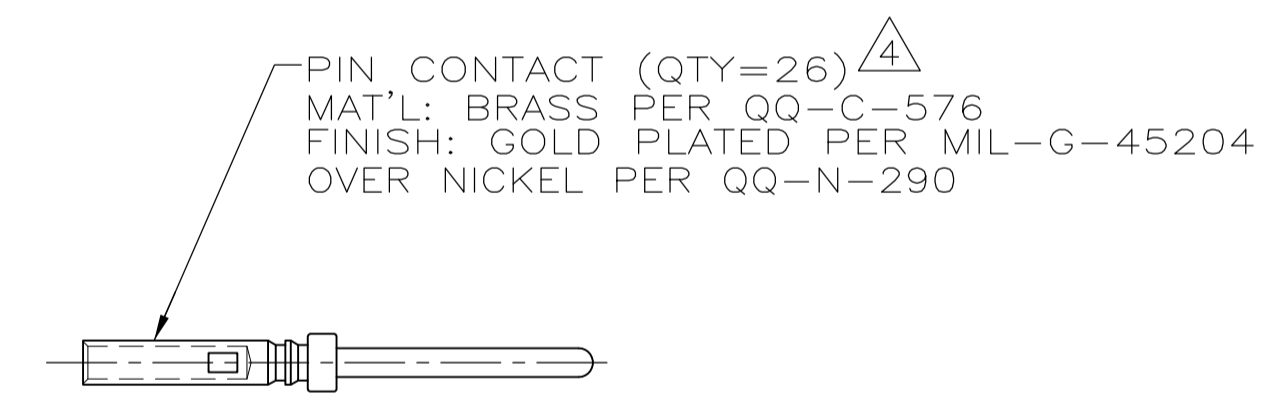 PIN CONTACT (QTY=26) 4
MAT'L: BRASS PER QQ-C-576
FINISH: GOLD PLATED PER MIL-G-45204
OVER NICKEL PER QQ-N-290